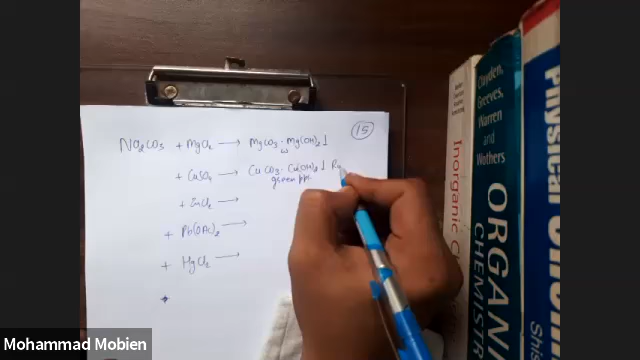 15
Na2CO3 + MgCl2 → MgCO3 · Mg(OH)2 ↓
ω
+ CuSO4 → CuCO3 · Cu(OH)2 ↓
green ppt.
+ ZnCl2 →
+ Pb(OAc)2 →
+ HgCl2 →
+
Inorganic
Clayden,
Greeves,
Warren
and
Wothers
ORGANIC
CHEMISTRY
Physical
Mohammad Mobien